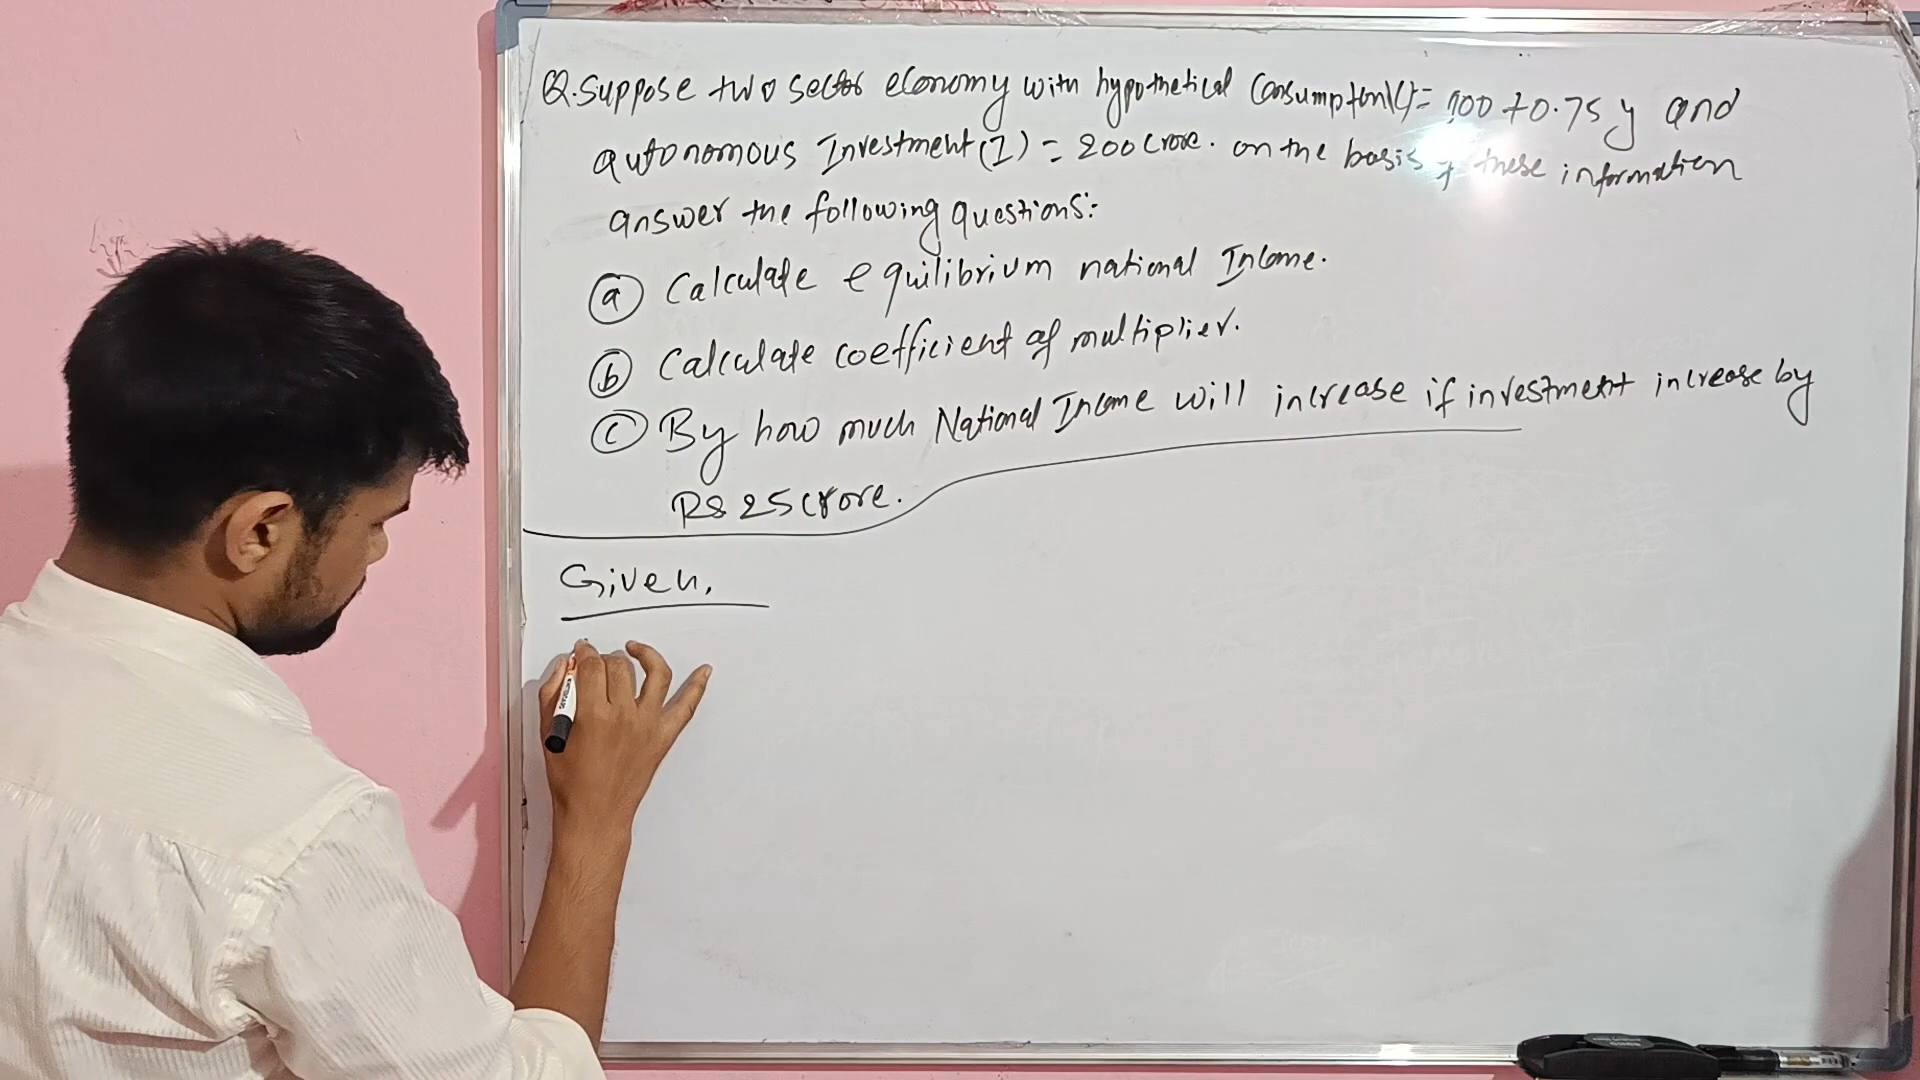 Q. Suppose two sector economy with hypothetical Consumption(C) = 100 + 0.75 y and
autonomous Investment (I) = 200 Crore. on the basis of these information
answer the following questions:
(a) Calculate equilibrium national Income.
(b) Calculate coefficient of multiplier.
(c) By how much National Income will increase if investment increase by
RS 25 crore.
Given,